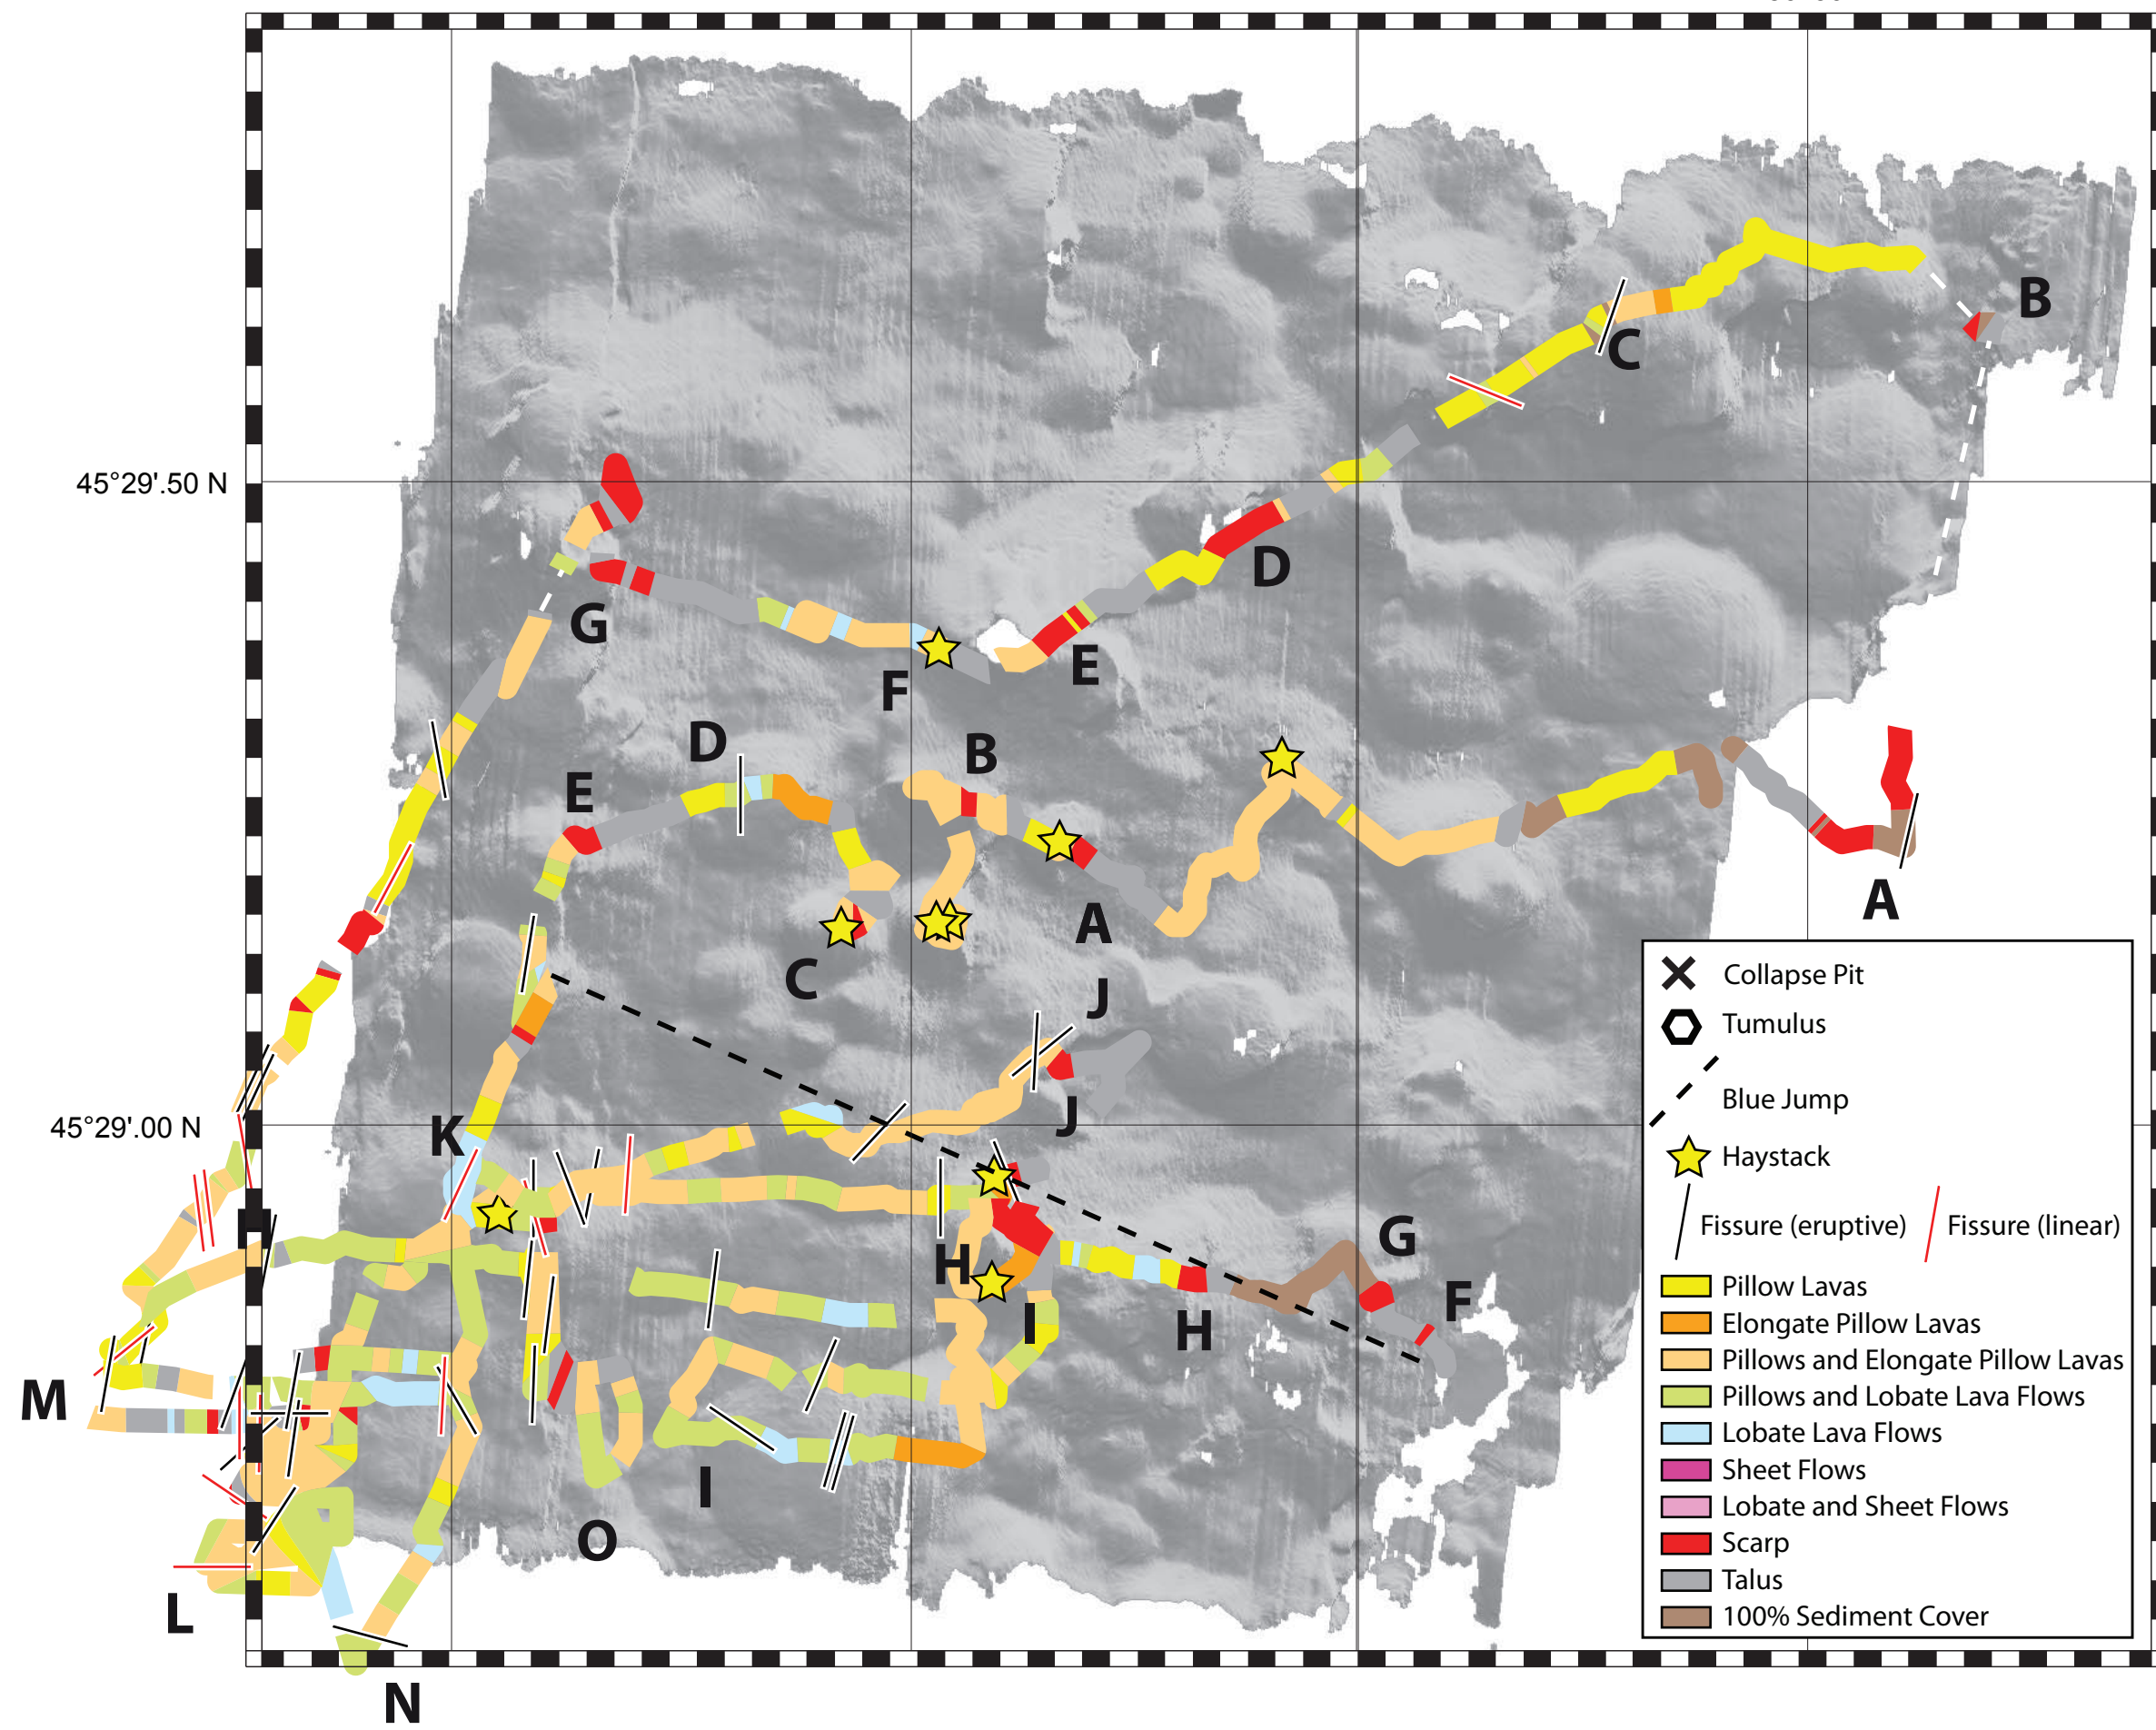 B
C
45°29'.50 N
D
G
E
F
D
B
E
A
A
C
J
J
45°29'.00 N
K
H
H
G
F
I
H
M
I
O
L
N
Collapse Pit
Tumulus
Blue Jump
Haystack
Fissure (eruptive) Fissure (linear)
Pillow Lavas
Elongate Pillow Lavas
Pillows and Elongate Pillow Lavas
Pillows and Lobate Lava Flows
Lobate Lava Flows
Sheet Flows
Lobate and Sheet Flows
Scarp
Talus
100% Sediment Cover